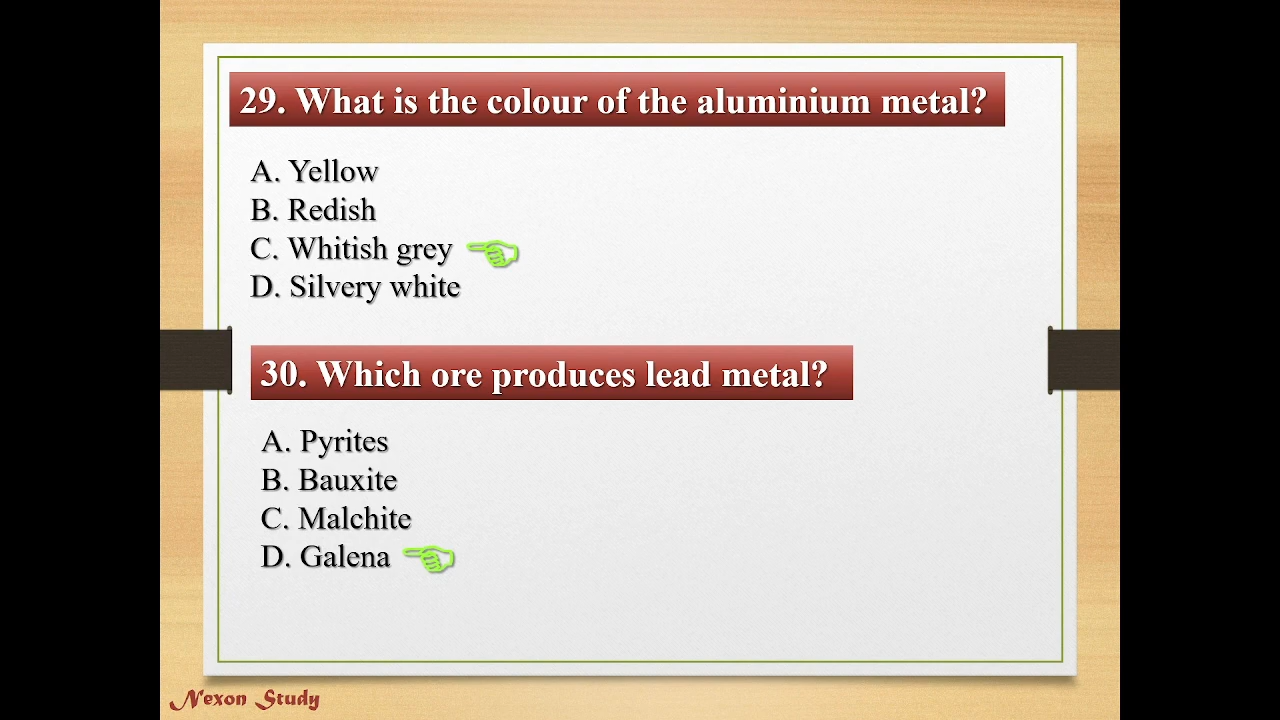 29. What is the colour of the aluminium metal?
A. Yellow
B. Redish
C. Whitish grey
D. Silvery white
30. Which ore produces lead metal?
A. Pyrites
B. Bauxite
C. Malchite
D. Galena
Nexon Study